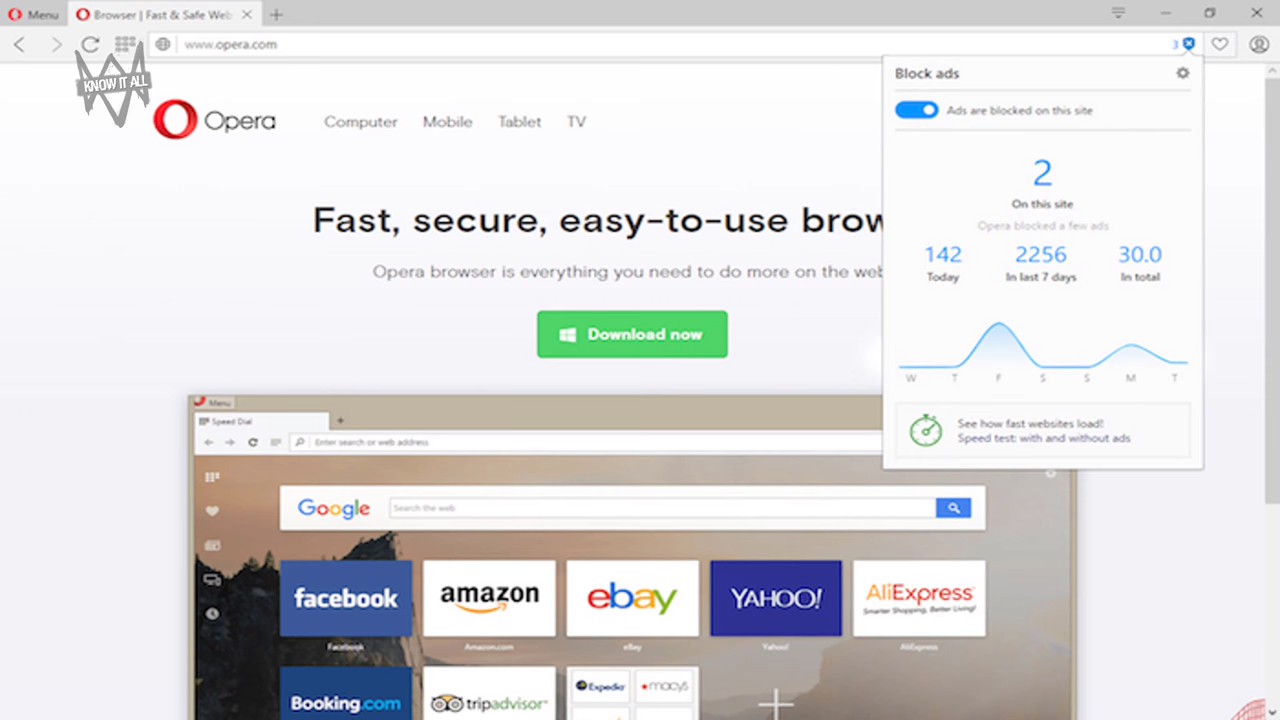 Menu
Browser | Fast & Safe Web
www.opera.com
3
KNOW IT ALL
Opera
Computer
Mobile
Tablet
TV
Block ads
Ads are blocked on this site
2
On this site
Opera blocked a few ads
142
2256
30.0
Today
In last 7 days
In total
W T F S S M T
See how fast websites load!
Speed test: with and without ads
Fast, secure, easy-to-use brow
Opera browser is everything you need to do more on the web
Download now
Menu
Speed Dial
Enter search or web address
Google
Search the web
facebook
amazon
ebay
YAHOO!
AliExpress
Smarter Shopping, Better Living!
Facebook
Amazon.com
eBay
Yahoo!
AliExpress
Booking.com
tripadvisor
Expedia
macys